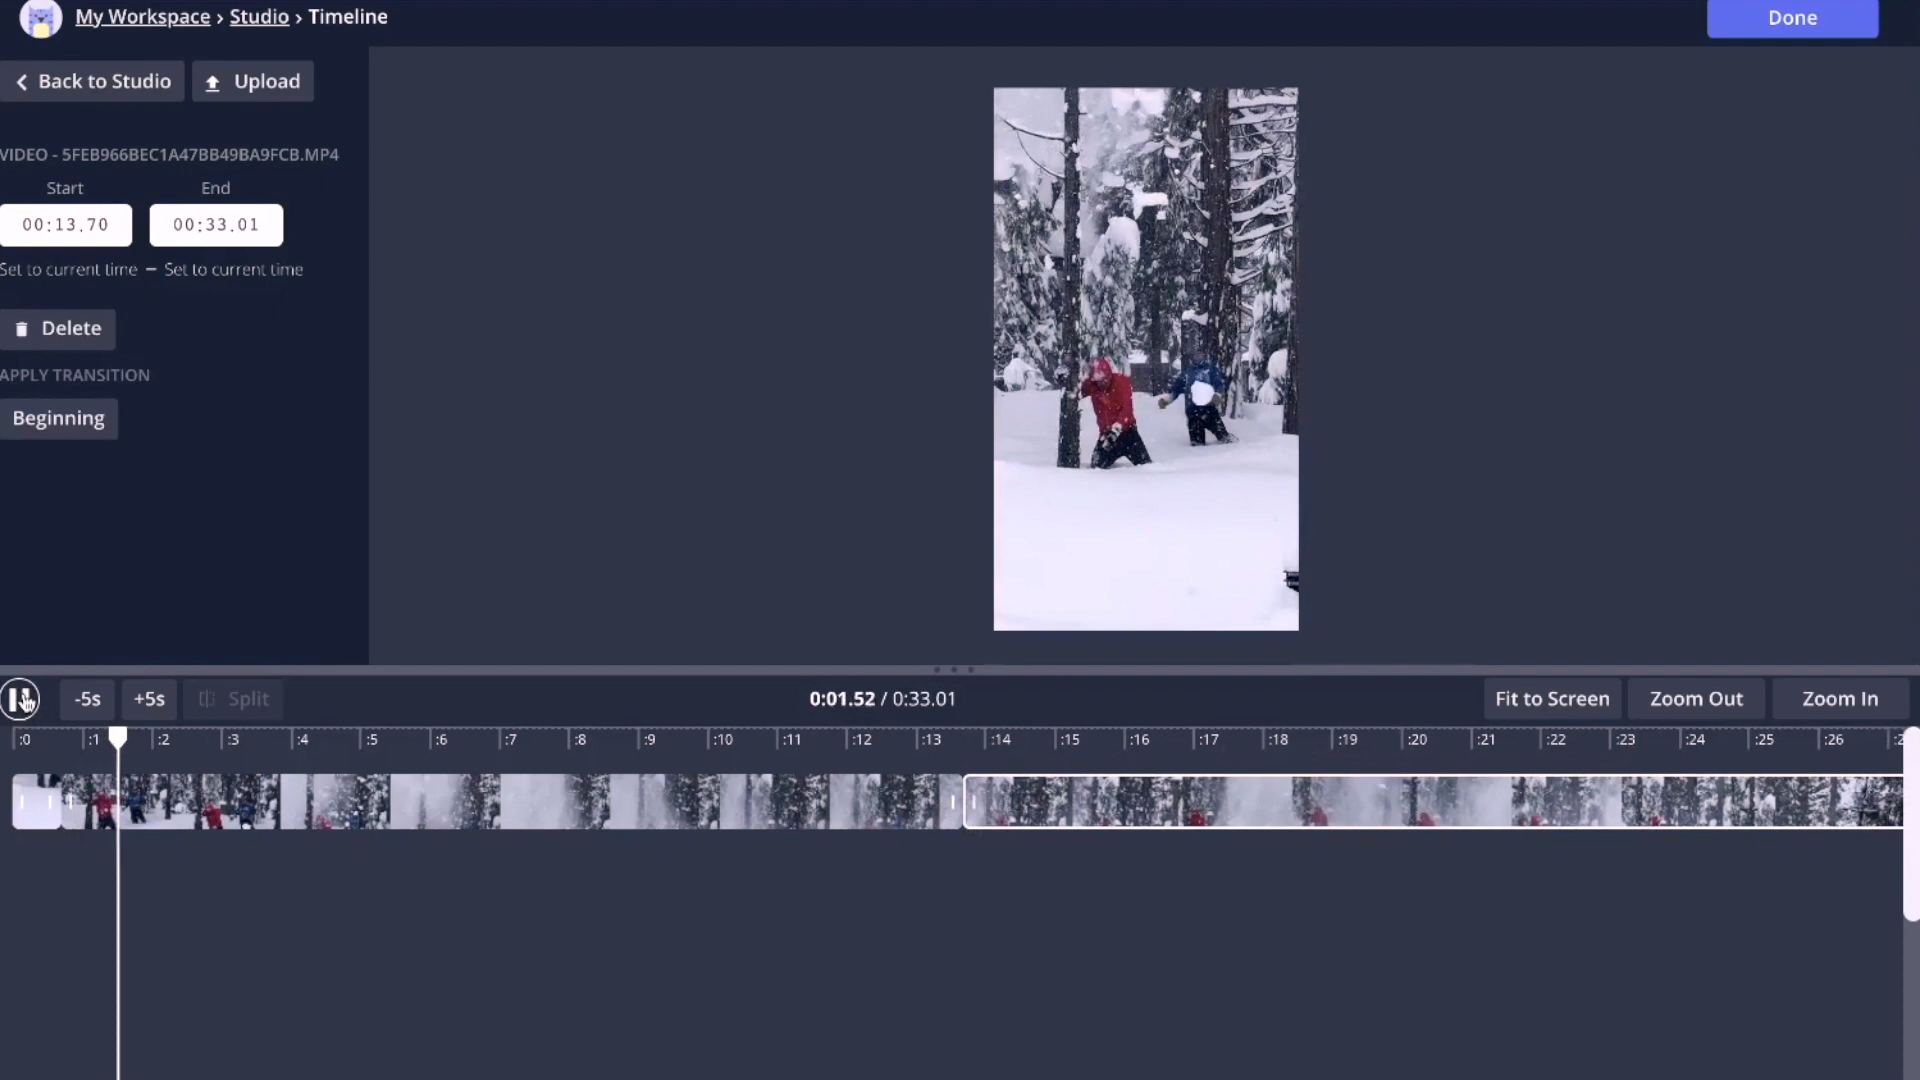 My Workspace › Studio › Timeline
Done
Back to Studio
Upload
VIDEO - 5FEB966BEC1A47BB49BA9FCB.MP4
Start End
00:13.70 00:33.01
Set to current time – Set to current time
Delete
APPLY TRANSITION
Beginning
-5s +5s Split 0:01.52 / 0:33.01 Fit to Screen Zoom Out Zoom In
:0 :1 :2 :3 :4 :5 :6 :7 :8 :9 :10 :11 :12 :13 :14 :15 :16 :17 :18 :19 :20 :21 :22 :23 :24 :25 :26